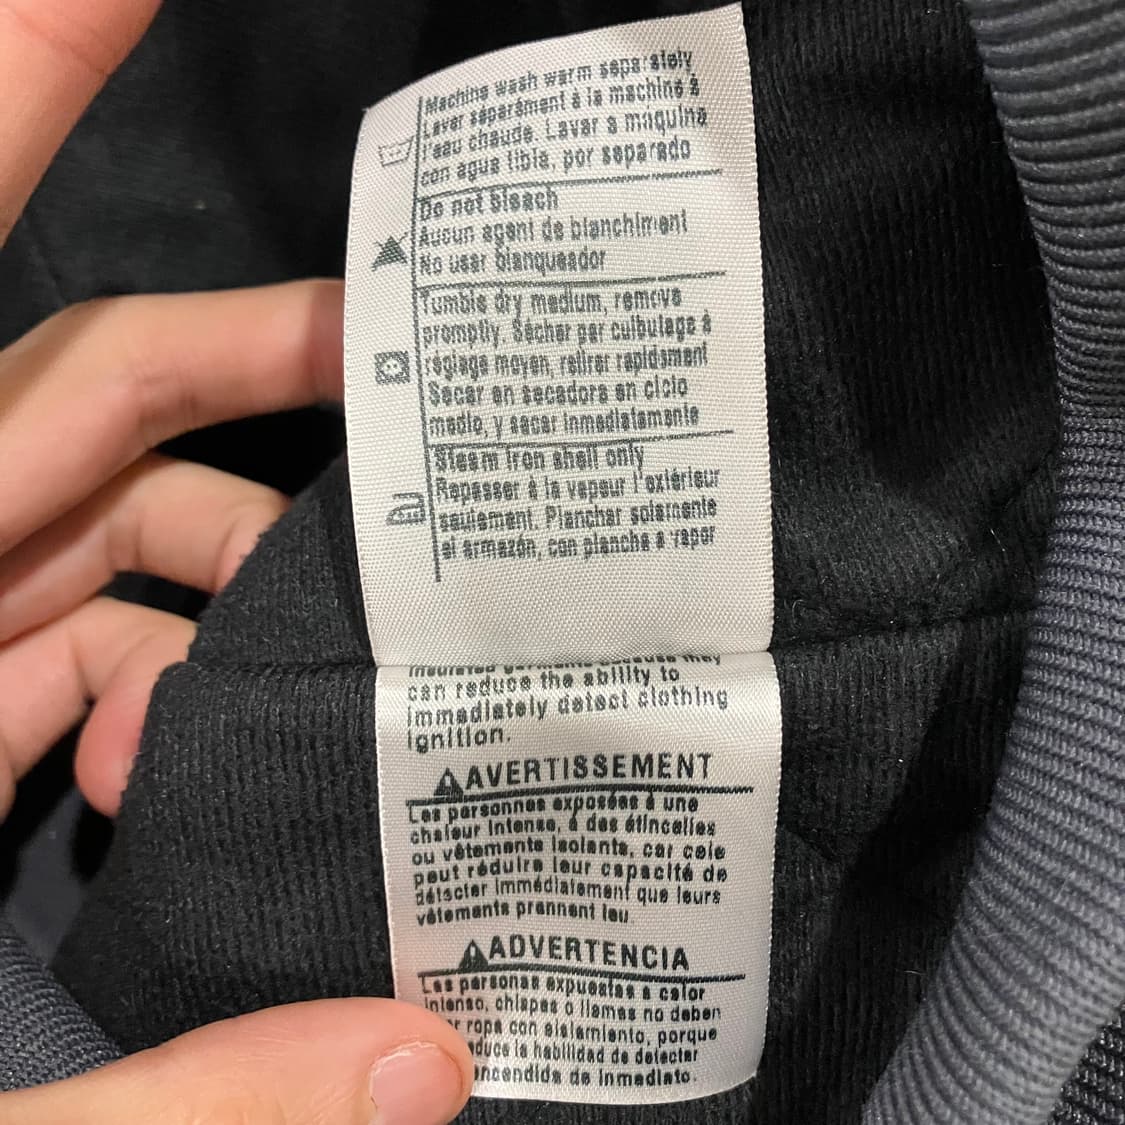 Machine wash warm separately
Laver séparément à la machine à
l'eau chaude. Lavar a maquina
con agua tibia, por separado
Do not bleach
Aucun agent de blanchiment
No usar blanqueador
Tumble dry medium, remove
promptly. Sécher par culbutage à
réglage moyen, retirer rapidement
Secar en secadora en ciclo
medio, y sacar inmediatamente
Steam iron shell only
Repasser à la vapeur l'extérieur
seulement. Planchar solamente
el armazón, con plancha a vapor
insulated garments because they
can reduce the ability to
immediately detect clothing
ignition.
AVERTISSEMENT
Les personnes exposées à une
chaleur intense, à des étincelles
ou vêtements isolants, car cela
peut réduire leur capacité de
détecter immédiatement que leurs
vêtements prennent feu.
ADVERTENCIA
Las personas expuestas a calor
intenso, chispas o llamas no deben
ropa con aislamiento, porque
la habilidad de detectar
de inmediato.